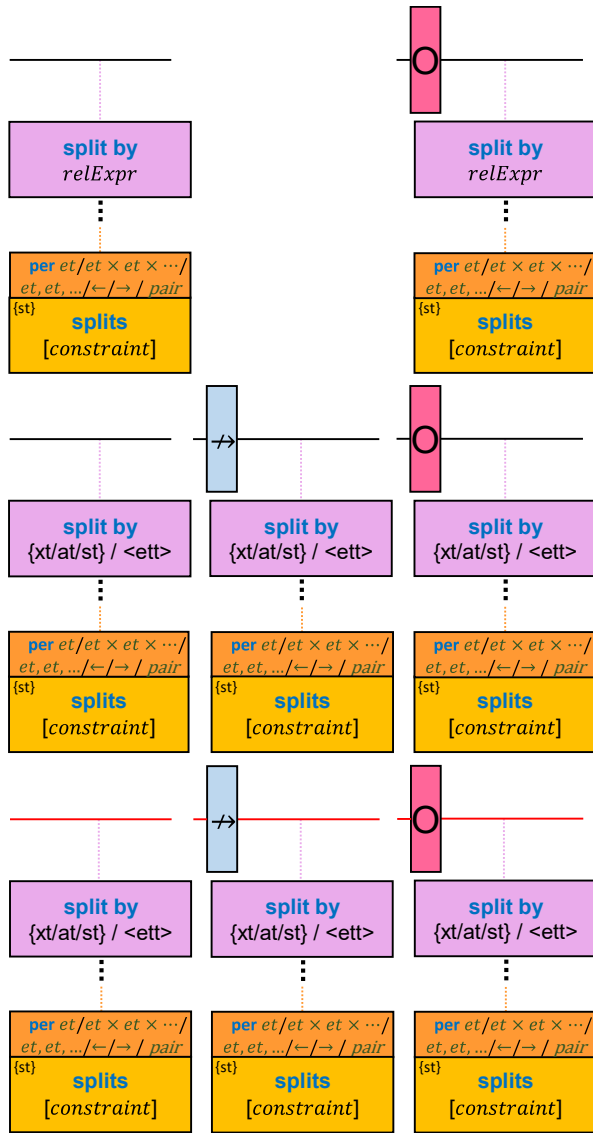 O
split by
relExpr
split by
relExpr
per et/et × et × ⋯/
et, et, …/←/→ / pair
{st}
splits
[constraint]
per et/et × et × ⋯/
et, et, …/←/→ / pair
{st}
splits
[constraint]
↛
O
split by
{xt/at/st} / <ett>
split by
{xt/at/st} / <ett>
split by
{xt/at/st} / <ett>
per et/et × et × ⋯/
et, et, …/←/→ / pair
{st}
splits
[constraint]
per et/et × et × ⋯/
et, et, …/←/→ / pair
{st}
splits
[constraint]
per et/et × et × ⋯/
et, et, …/←/→ / pair
{st}
splits
[constraint]
↛
O
split by
{xt/at/st} / <ett>
split by
{xt/at/st} / <ett>
split by
{xt/at/st} / <ett>
per et/et × et × ⋯/
et, et, …/←/→ / pair
{st}
splits
[constraint]
per et/et × et × ⋯/
et, et, …/←/→ / pair
{st}
splits
[constraint]
per et/et × et × ⋯/
et, et, …/←/→ / pair
{st}
splits
[constraint]